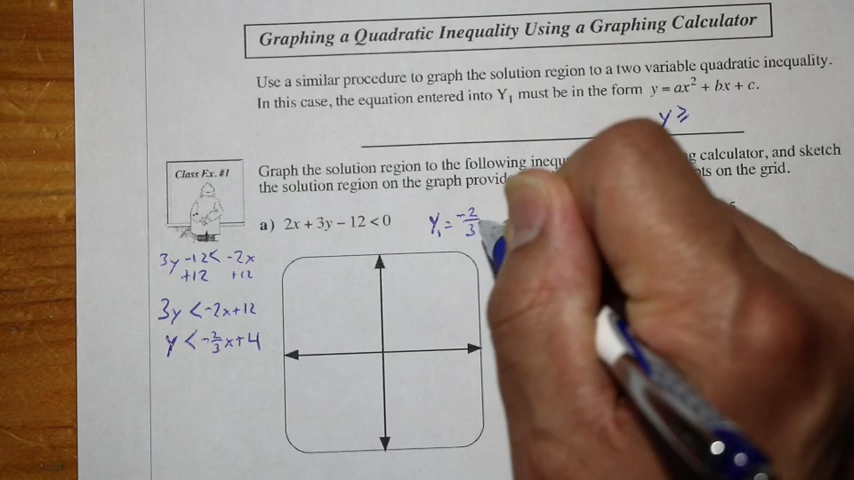 Graphing a Quadratic Inequality Using a Graphing Calculator
Use a similar procedure to graph the solution region to a two variable quadratic inequality.
In this case, the equation entered into Y₁ must be in the form y = ax² + bx + c.
y ≥
Class Ex. #1
Graph the solution region to the following calculator, and sketch
the solution region on the graph on the grid.
a) 2x + 3y − 12 < 0
Y₁ = -2/3
3y -12 < -2x
+12 +12
3y < -2x+12
y < -2/3x+4